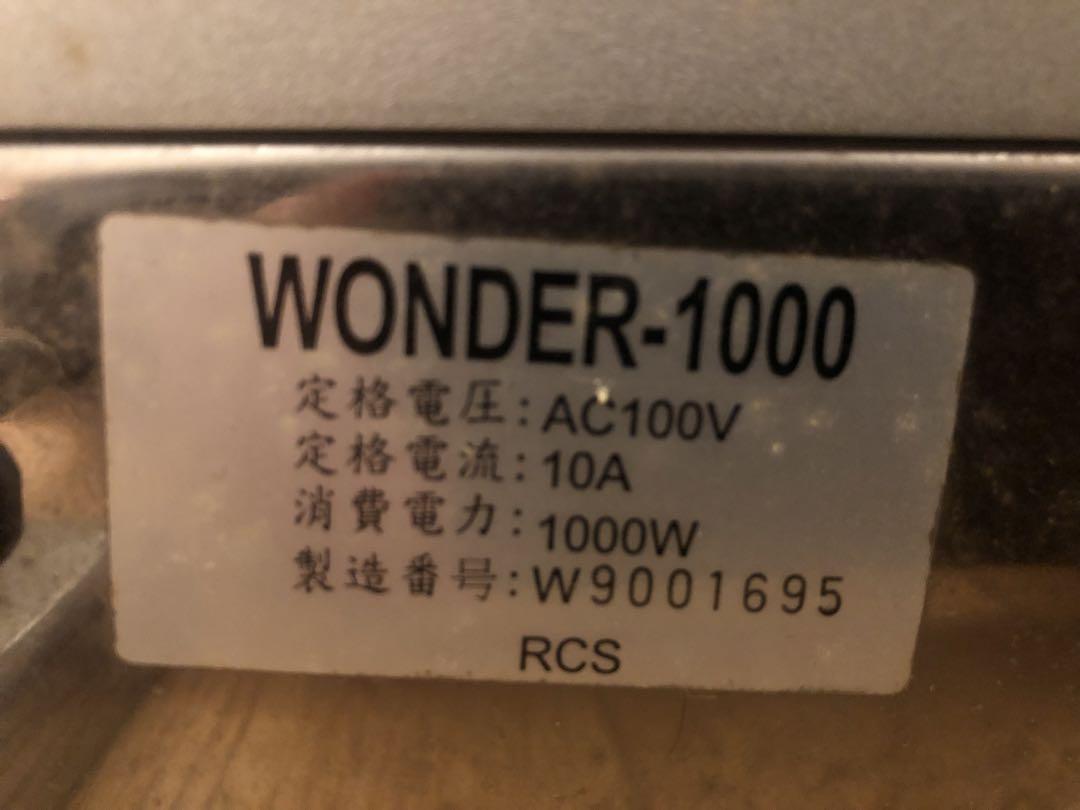 WONDER-1000
定格電圧:AC100V
定格電流:10A
消費電力:1000W
製造番号:W9001695
RCS